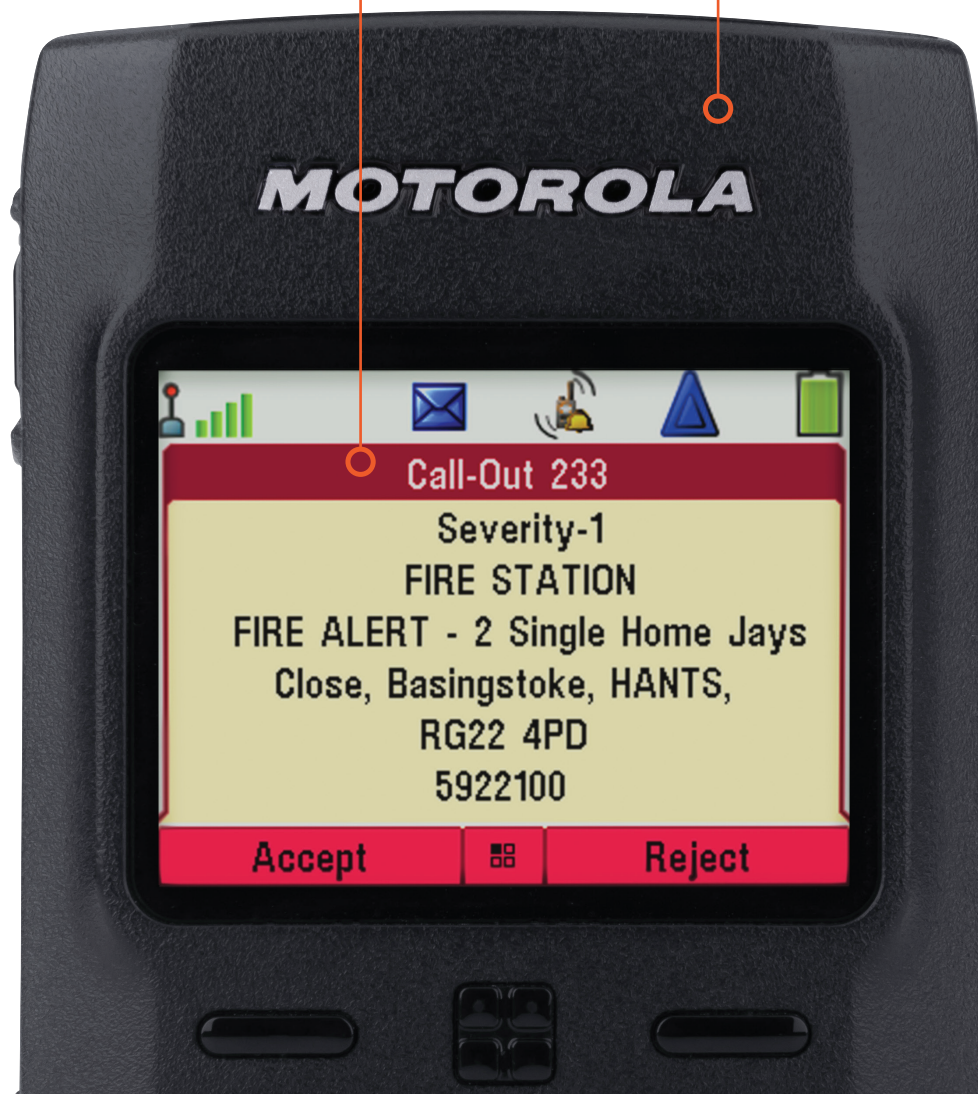 MOTOROLA
Call-Out 233
Severity-1
FIRE STATION
FIRE ALERT - 2 Single Home Jays
Close, Basingstoke, HANTS,
RG22 4PD
5922100
Accept
Reject